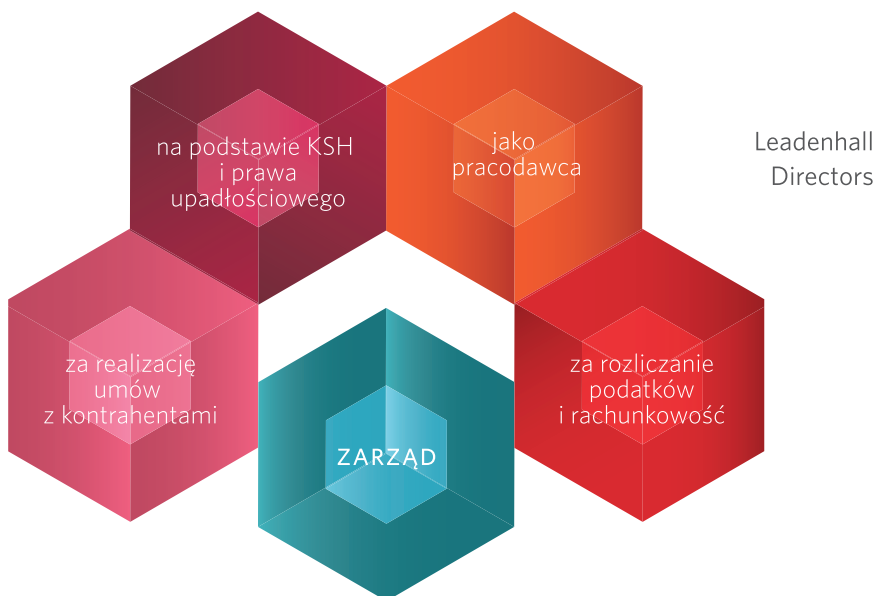 na podstawie KSH
i prawa
upadłościowego
jako
pracodawca
Leadenhall
Directors
za realizację
umów
z kontrahentami
ZARZĄD
za rozliczanie
podatków
i rachunkowość